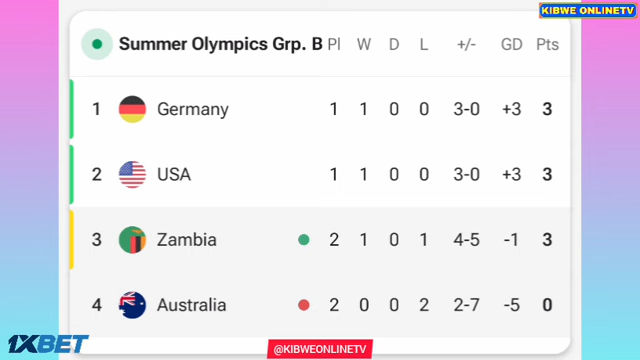 KIBWE ONLINETV
Summer Olympics Grp. B Pl W D L +/- GD Pts
1 Germany 1 1 0 0 3-0 +3 3
2 USA 1 1 0 0 3-0 +3 3
3 Zambia 2 1 0 1 4-5 -1 3
4 Australia 2 0 0 2 2-7 -5 0
1XBET
@KIBWEONLINETV